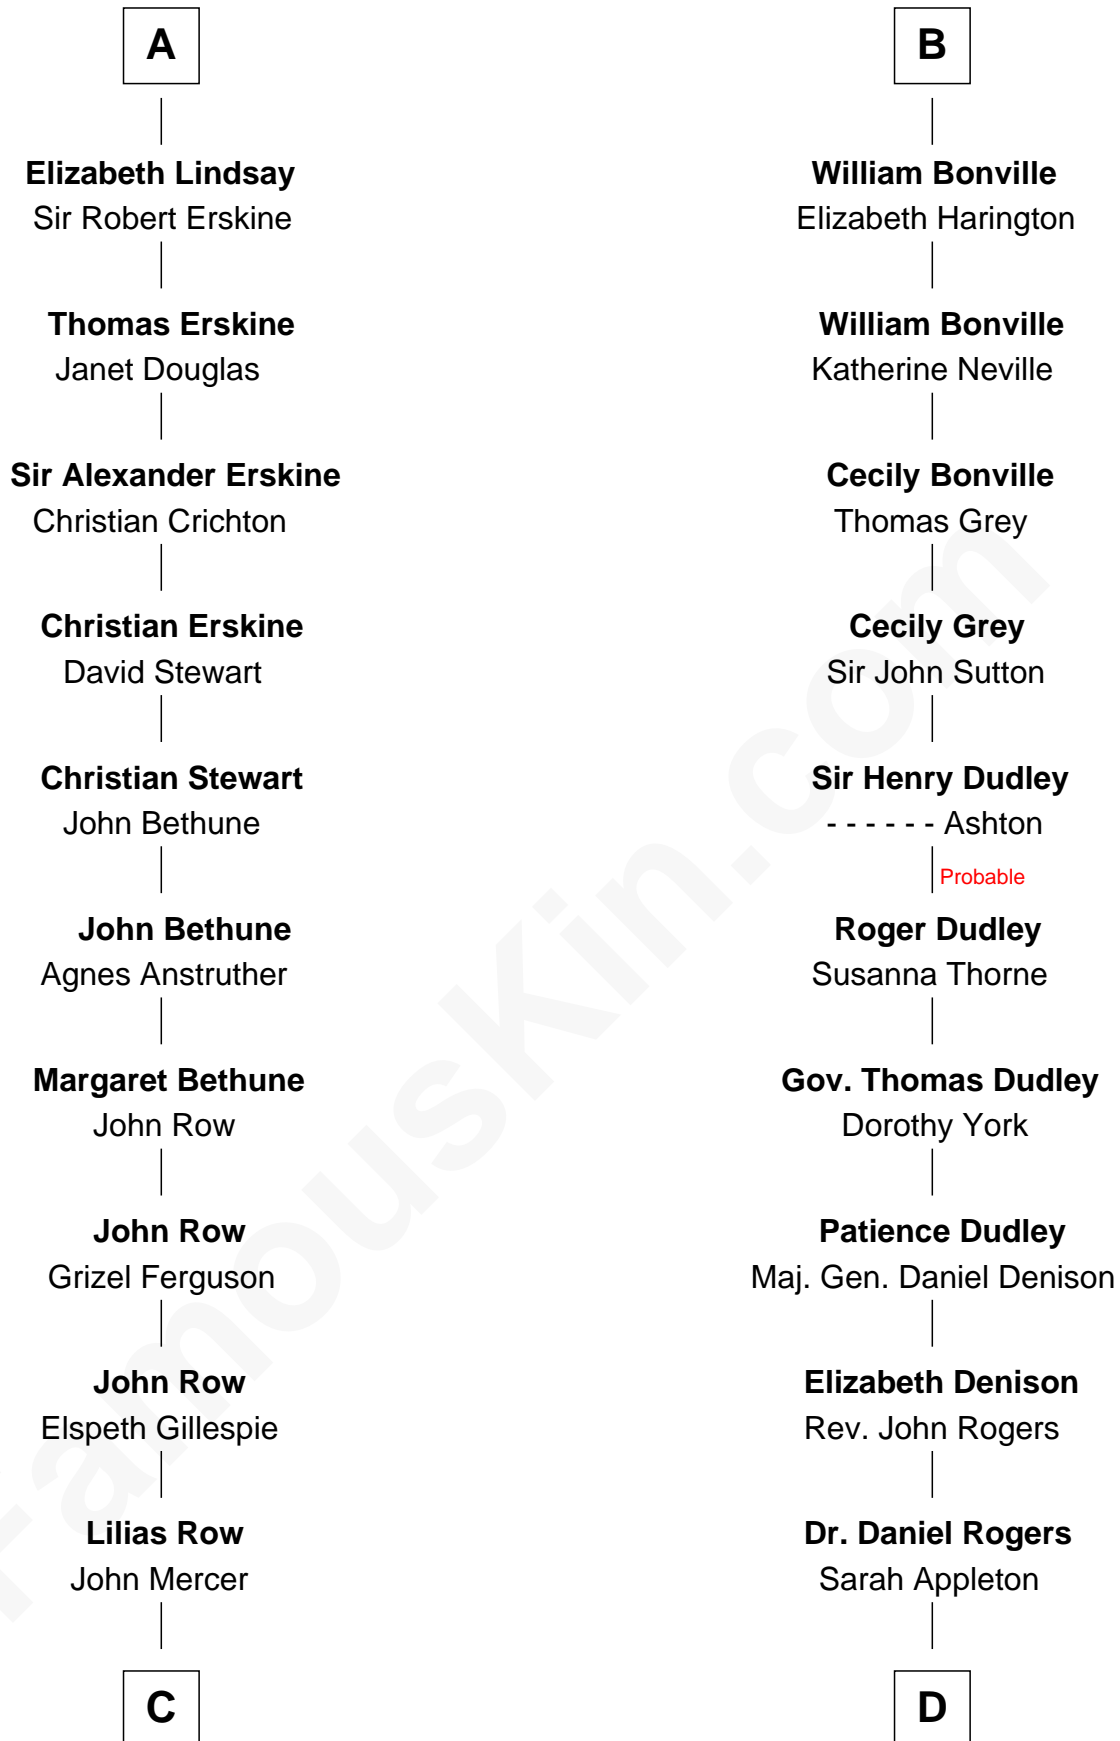 A
Elizabeth Lindsay
Sir Robert Erskine
Thomas Erskine
Janet Douglas
Sir Alexander Erskine
Christian Crichton
Christian Erskine
David Stewart
Christian Stewart
John Bethune
John Bethune
Agnes Anstruther
Margaret Bethune
John Row
John Row
Grizel Ferguson
John Row
Elspeth Gillespie
Lilias Row
John Mercer
C
B
William Bonville
Elizabeth Harington
William Bonville
Katherine Neville
Cecily Bonville
Thomas Grey
Cecily Grey
Sir John Sutton
Sir Henry Dudley
- - - - - - Ashton
Probable
Roger Dudley
Susanna Thorne
Gov. Thomas Dudley
Dorothy York
Patience Dudley
Maj. Gen. Daniel Denison
Elizabeth Denison
Rev. John Rogers
Dr. Daniel Rogers
Sarah Appleton
D
FamousKin.com